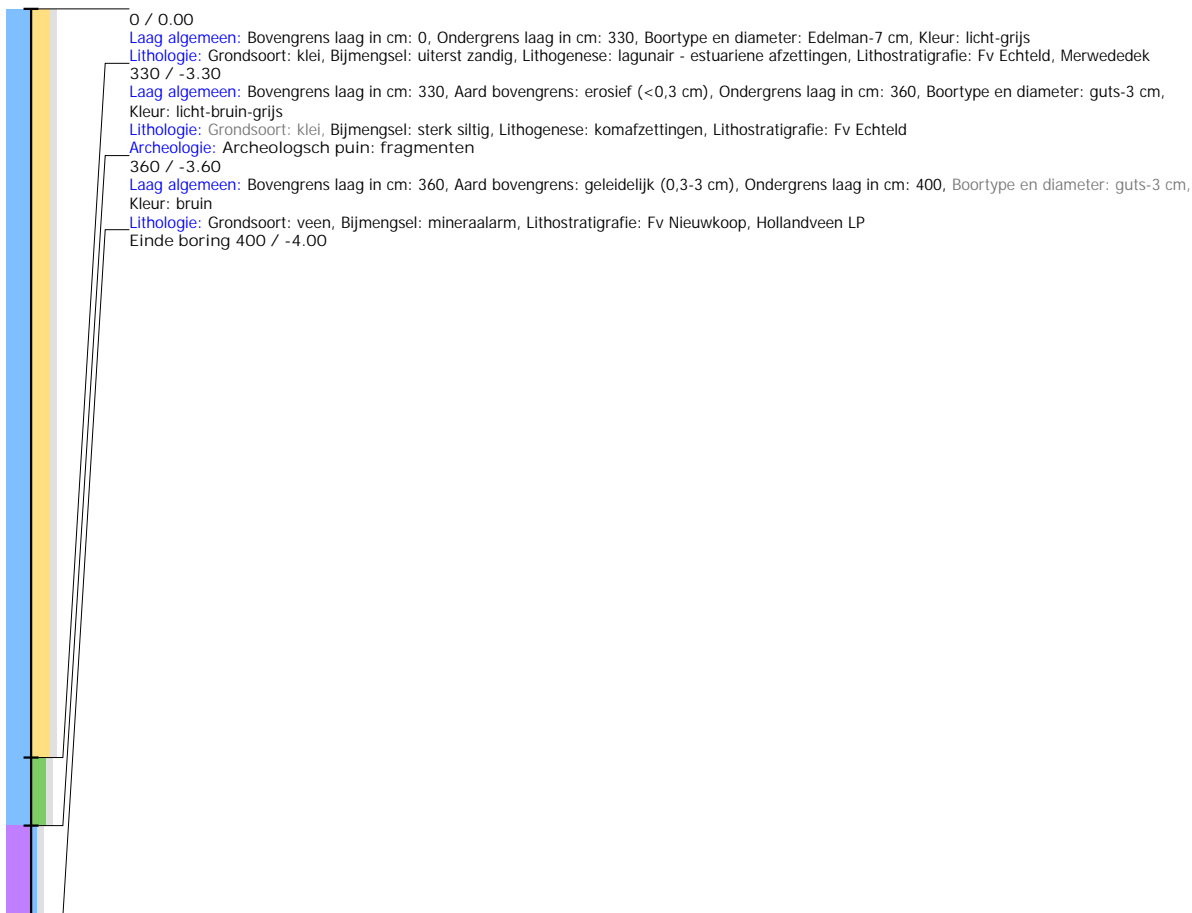 0 / 0.00
Laag algemeen: Bovengrens laag in cm: 0, Ondergrens laag in cm: 330, Boortype en diameter: Edelman-7 cm, Kleur: licht-grijs
Lithologie: Grondsoort: klei, Bijmengsel: uiterst zandig, Lithogenese: lagunair - estuariene afzettingen, Lithostratigrafie: Fv Echteld, Merwededek
330 / -3.30
Laag algemeen: Bovengrens laag in cm: 330, Aard bovengrens: erosief (<0,3 cm), Ondergrens laag in cm: 360, Boortype en diameter: guts-3 cm,
Kleur: licht-bruin-grijs
Lithologie: Grondsoort: klei, Bijmengsel: sterk siltig, Lithogenese: komafzettingen, Lithostratigrafie: Fv Echteld
Archeologie: Archeologsch puin: fragmenten
360 / -3.60
Laag algemeen: Bovengrens laag in cm: 360, Aard bovengrens: geleidelijk (0,3-3 cm), Ondergrens laag in cm: 400, Boortype en diameter: guts-3 cm,
Kleur: bruin
Lithologie: Grondsoort: veen, Bijmengsel: mineraalarm, Lithostratigrafie: Fv Nieuwkoop, Hollandveen LP
Einde boring 400 / -4.00